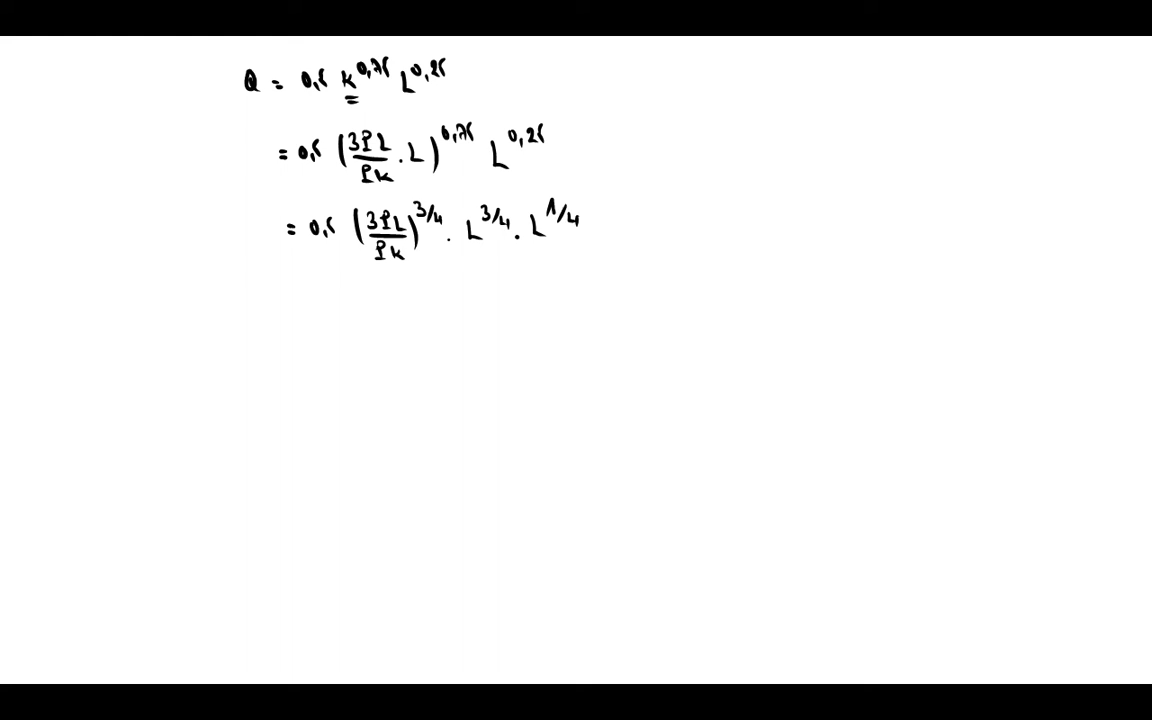 Q = 0,5 K^0,75 L^0,25
= 0,5 (3PL/PK . L)^0,75 L^0,25
= 0,5 (3PL/PK)^3/4 . L^3/4 . L^1/4